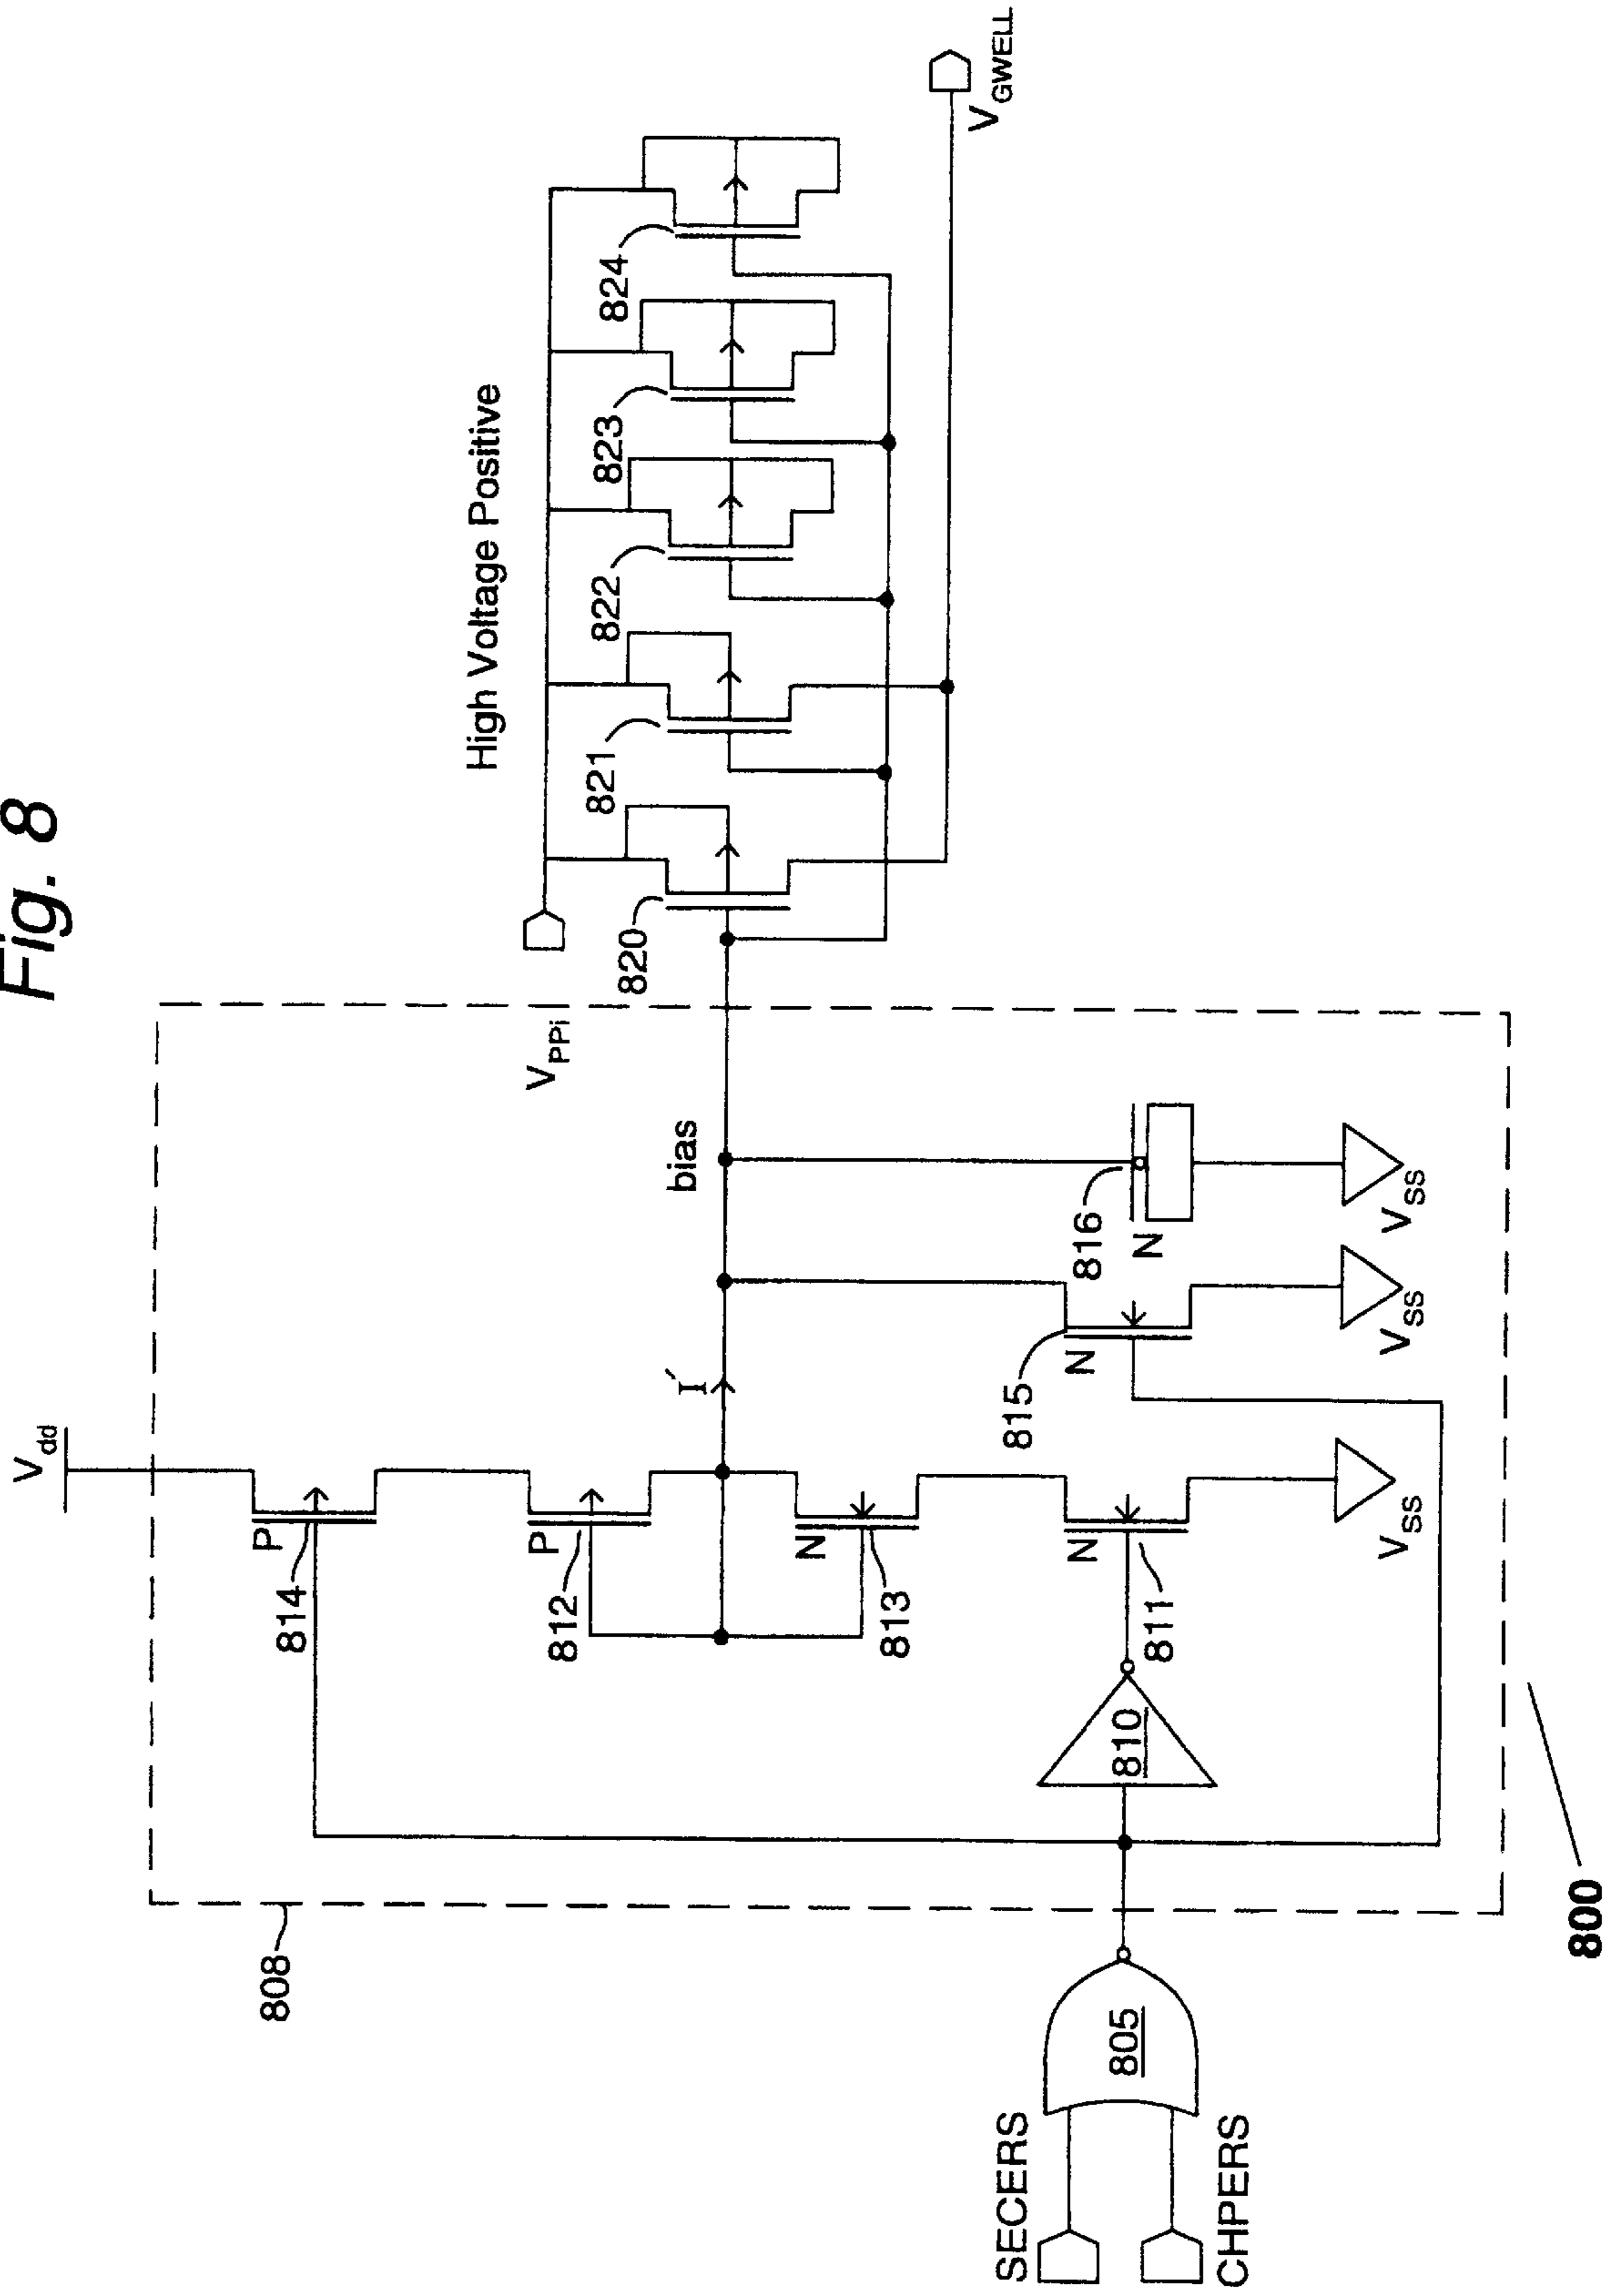 Fig. 8
High Voltage Positive
V_PPi
V_GWELL
820
821
822
823
824
V_dd
808
P
814
P
812
N
813
N
811
I´
bias
N
815
N
816
V_SS
V_SS
V_SS
810
805
SECERS
CHPERS
800